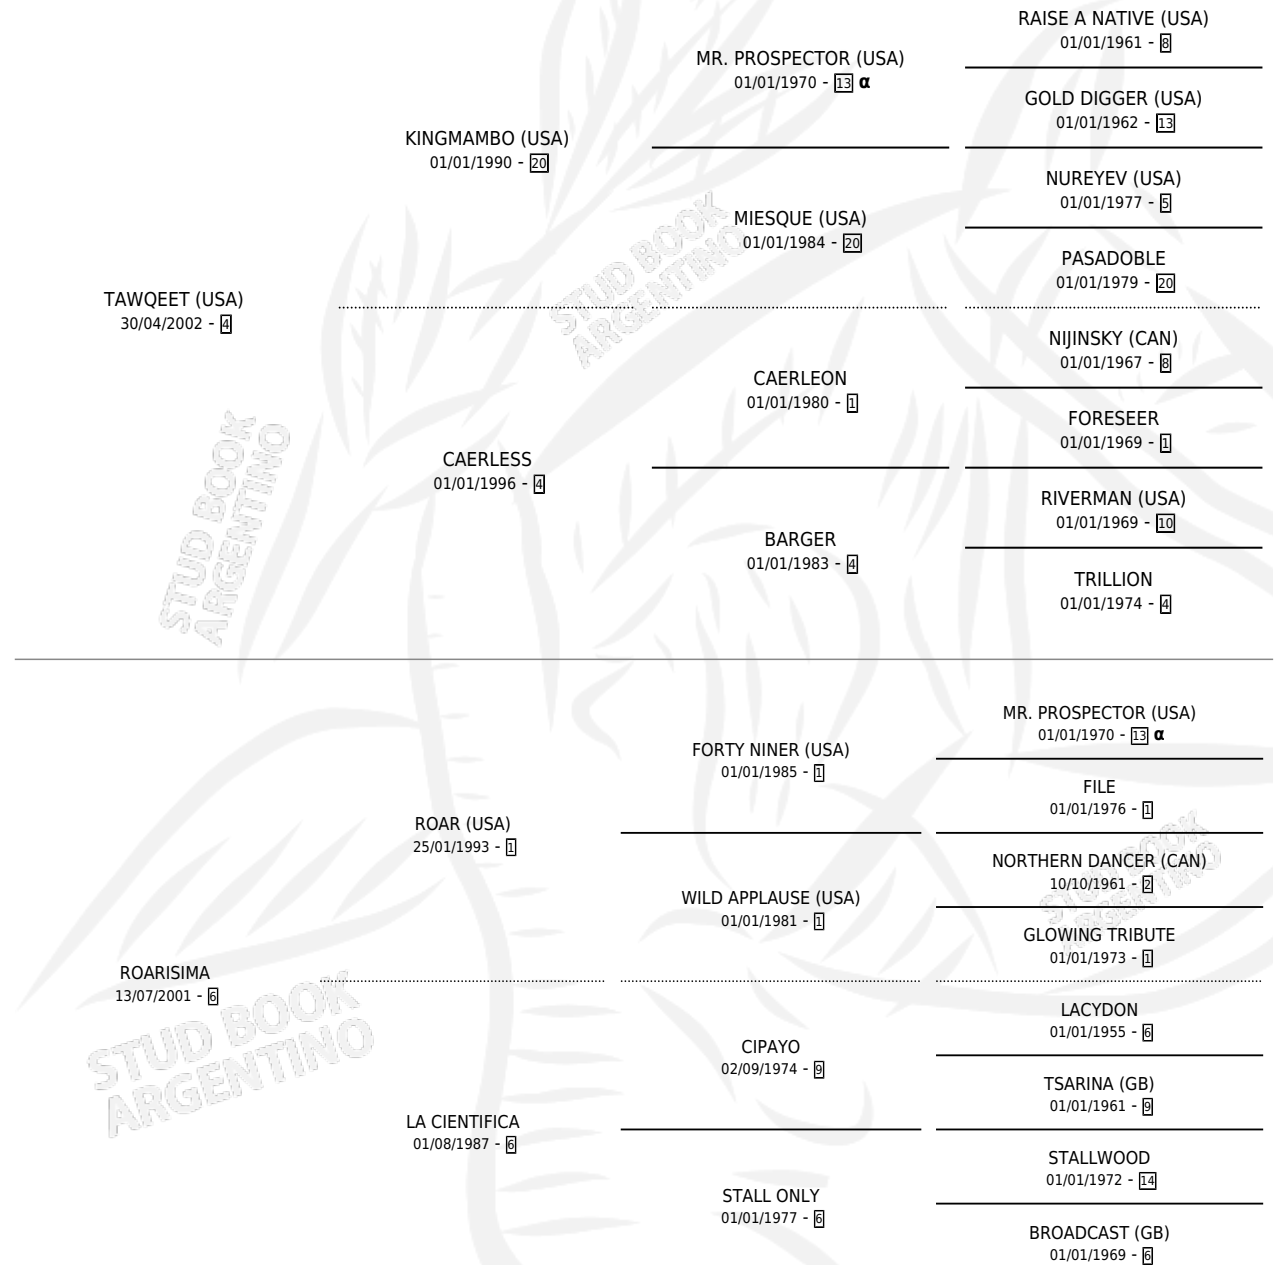 RAISE A NATIVE (USA)
01/01/1961 - 8
MR. PROSPECTOR (USA)
01/01/1970 - 13 α
GOLD DIGGER (USA)
01/01/1962 - 13
KINGMAMBO (USA)
01/01/1990 - 20
NUREYEV (USA)
01/01/1977 - 5
MIESQUE (USA)
01/01/1984 - 20
PASADOBLE
01/01/1979 - 20
TAWQEET (USA)
30/04/2002 - 4
NIJINSKY (CAN)
01/01/1967 - 8
CAERLEON
01/01/1980 - 1
FORESEER
01/01/1969 - 1
CAERLESS
01/01/1996 - 4
RIVERMAN (USA)
01/01/1969 - 10
BARGER
01/01/1983 - 4
TRILLION
01/01/1974 - 4
MR. PROSPECTOR (USA)
01/01/1970 - 13 α
FORTY NINER (USA)
01/01/1985 - 1
FILE
01/01/1976 - 1
ROAR (USA)
25/01/1993 - 1
NORTHERN DANCER (CAN)
10/10/1961 - 2
WILD APPLAUSE (USA)
01/01/1981 - 1
GLOWING TRIBUTE
01/01/1973 - 1
ROARISIMA
13/07/2001 - 6
LACYDON
01/01/1955 - 6
CIPAYO
02/09/1974 - 9
TSARINA (GB)
01/01/1961 - 9
LA CIENTIFICA
01/08/1987 - 6
STALLWOOD
01/01/1972 - 14
STALL ONLY
01/01/1977 - 6
BROADCAST (GB)
01/01/1969 - 6
STUD BOOK
ARGENTINO
STUD BOOK
ARGENTINO
STUD BOOK
ARGENTINO
STUD BOOK
ARGENTINO